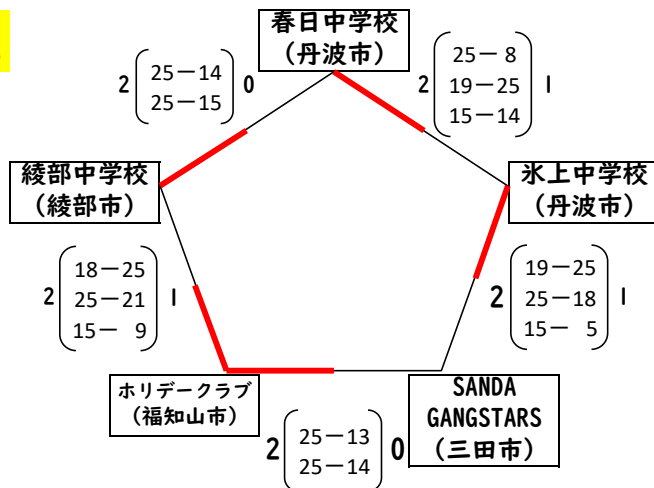 春日中学校
(丹波市)
2 25-14 0
25-15
2 25- 8 1
19-25
15-14
綾部中学校
(綾部市)
氷上中学校
(丹波市)
2 18-25 1
25-21
15- 9
2 19-25 1
25-18
15- 5
ホリデークラブ
(福知山市)
SANDA
GANGSTARS
(三田市)
2 25-13 0
25-14